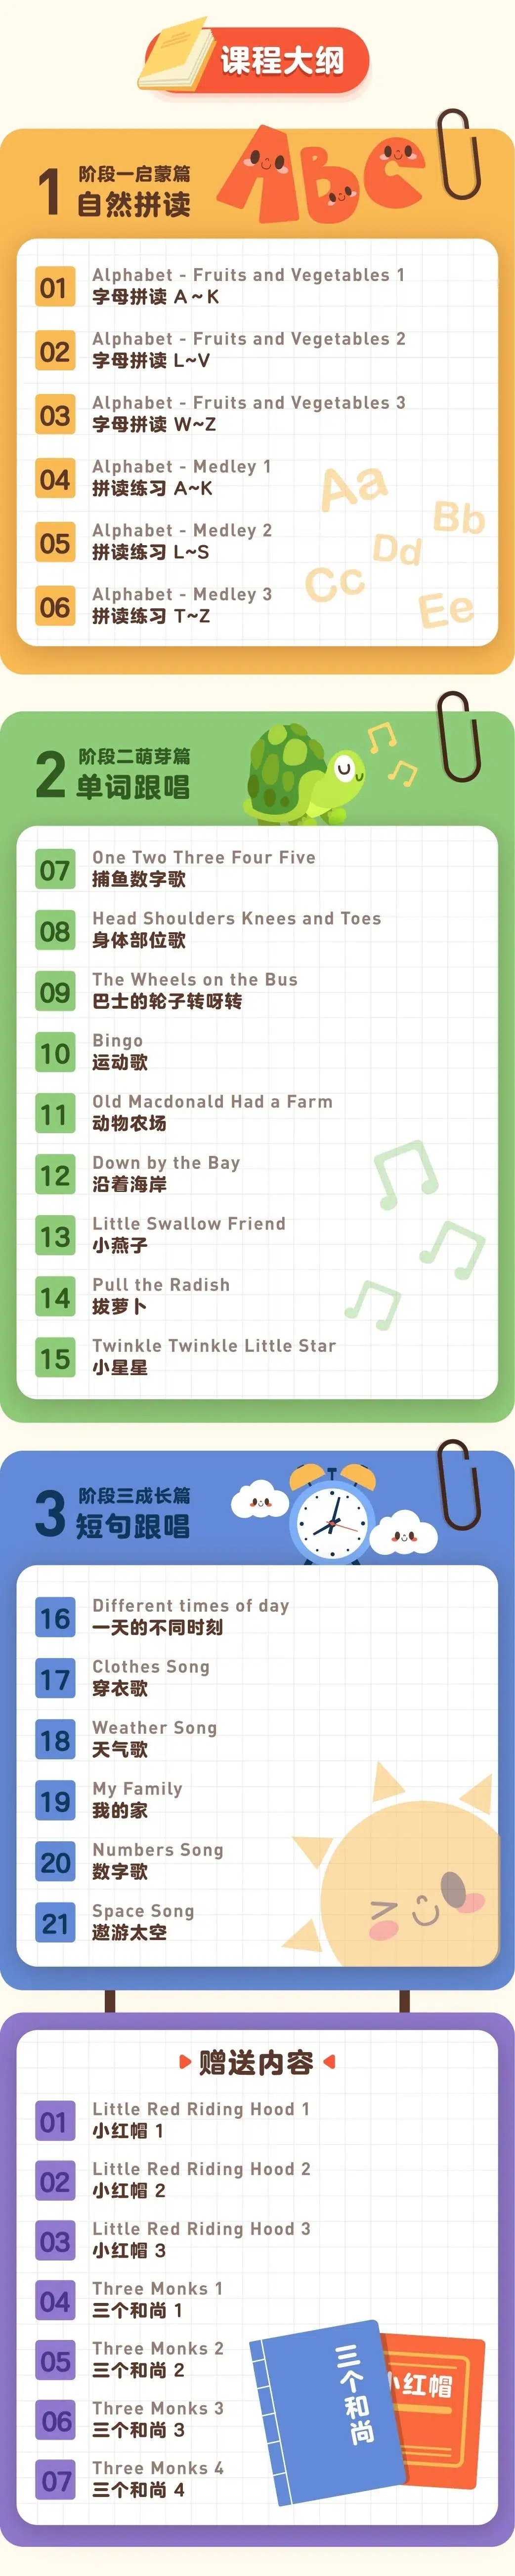 课程大纲
1
阶段一启蒙篇
自然拼读
ABC
01
Alphabet - Fruits and Vegetables 1
字母拼读 A~K
02
Alphabet - Fruits and Vegetables 2
字母拼读 L~V
03
Alphabet - Fruits and Vegetables 3
字母拼读 W~Z
04
Alphabet - Medley 1
拼读练习 A~K
05
Alphabet - Medley 2
拼读练习 L~S
06
Alphabet - Medley 3
拼读练习 T~Z
Aa
Bb
Dd
Cc
Ee
2
阶段二萌芽篇
单词跟唱
07
One Two Three Four Five
捕鱼数字歌
08
Head Shoulders Knees and Toes
身体部位歌
09
The Wheels on the Bus
巴士的轮子转呀转
10
Bingo
运动歌
11
Old Macdonald Had a Farm
动物农场
12
Down by the Bay
沿着海岸
13
Little Swallow Friend
小燕子
14
Pull the Radish
拔萝卜
15
Twinkle Twinkle Little Star
小星星
3
阶段三成长篇
短句跟唱
16
Different times of day
一天的不同时刻
17
Clothes Song
穿衣歌
18
Weather Song
天气歌
19
My Family
我的家
20
Numbers Song
数字歌
21
Space Song
遨游太空
赠送内容
01
Little Red Riding Hood 1
小红帽 1
02
Little Red Riding Hood 2
小红帽 2
03
Little Red Riding Hood 3
小红帽 3
04
Three Monks 1
三个和尚 1
05
Three Monks 2
三个和尚 2
06
Three Monks 3
三个和尚 3
07
Three Monks 4
三个和尚 4
三个和尚
小红帽